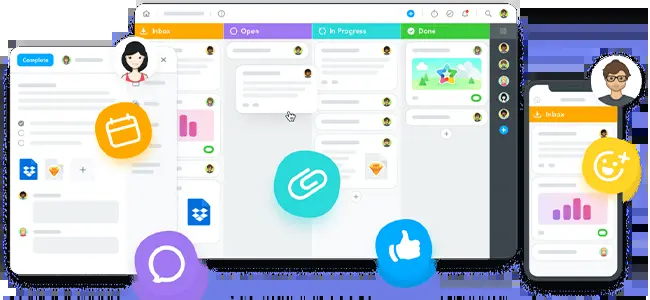 Inbox
Open
In Progress
Done
Complete
Inbox